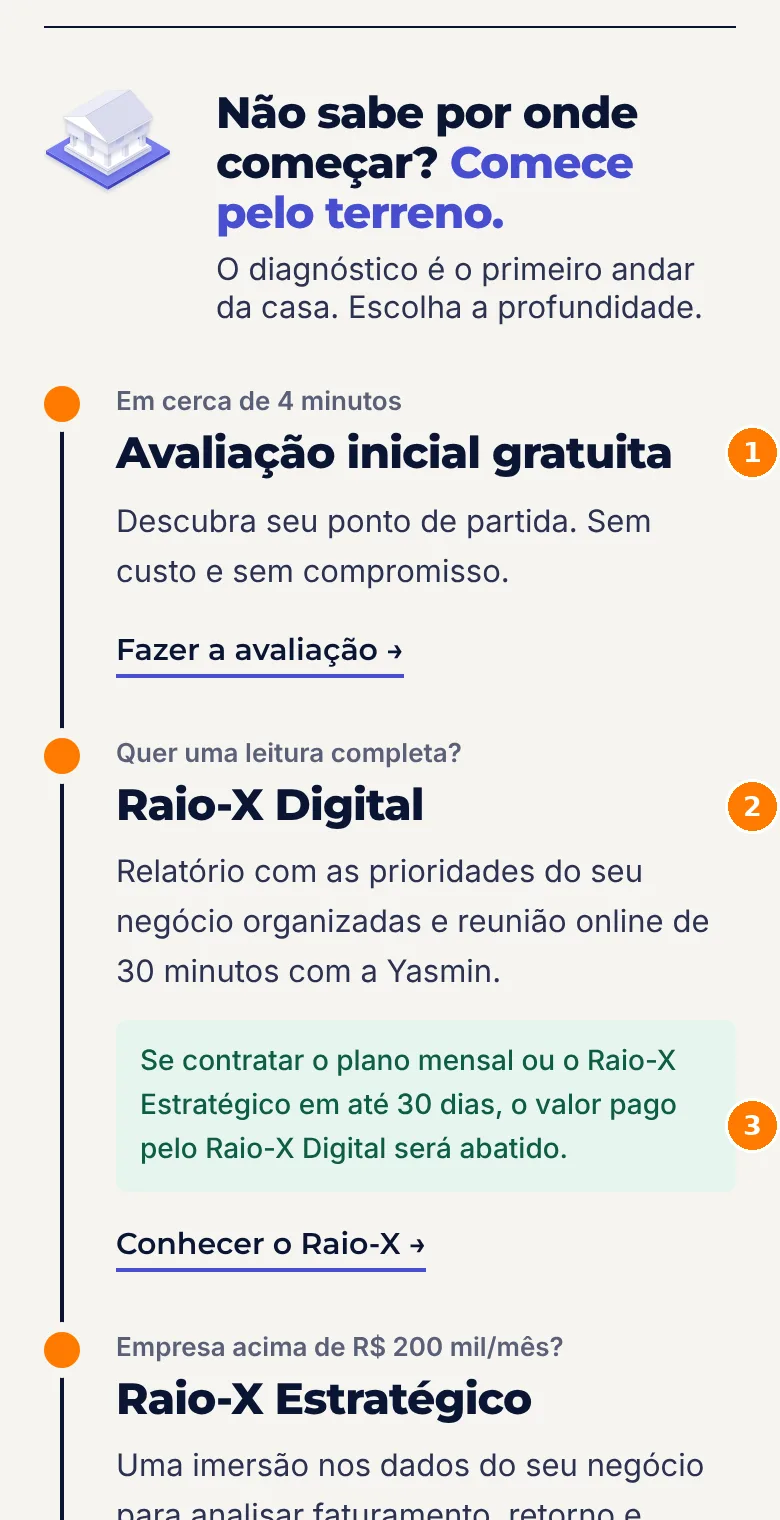 Não sabe por onde
começar? Comece
pelo terreno.
O diagnóstico é o primeiro andar
da casa. Escolha a profundidade.
Em cerca de 4 minutos
Avaliação inicial gratuita
1
Descubra seu ponto de partida. Sem
custo e sem compromisso.
Fazer a avaliação →
Quer uma leitura completa?
Raio-X Digital
2
Relatório com as prioridades do seu
negócio organizadas e reunião online de
30 minutos com a Yasmin.
Se contratar o plano mensal ou o Raio-X
Estratégico em até 30 dias, o valor pago
3
pelo Raio-X Digital será abatido.
Conhecer o Raio-X →
Empresa acima de R$ 200 mil/mês?
Raio-X Estratégico
Uma imersão nos dados do seu negócio
para analisar faturamento, retorno e